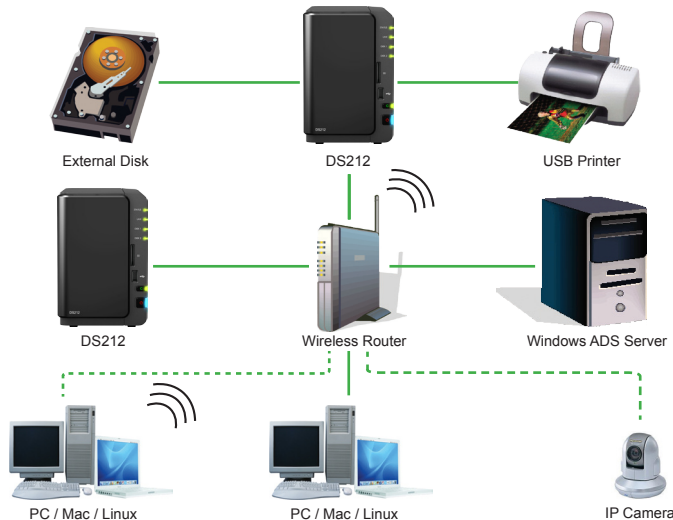 External Disk
DS212
USB Printer
DS212
Wireless Router
Windows ADS Server
PC / Mac / Linux
PC / Mac / Linux
IP Camera